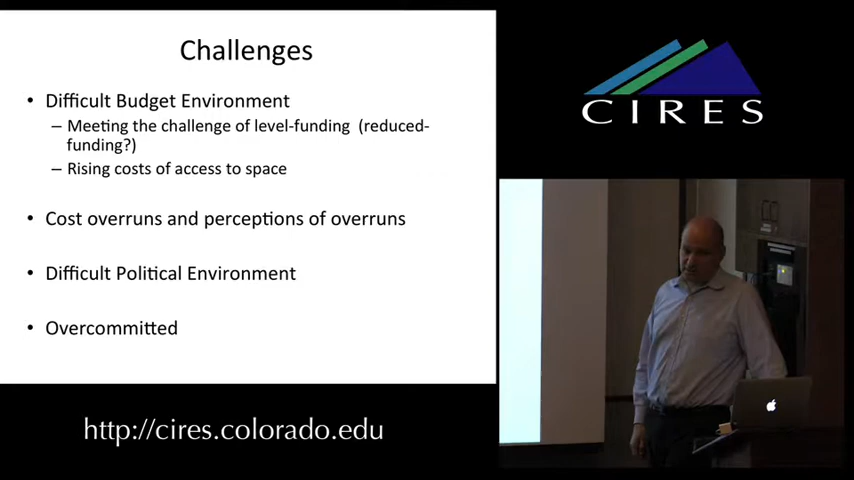 Challenges
• Difficult Budget Environment
– Meeting the challenge of level-funding (reduced-
funding?)
– Rising costs of access to space
• Cost overruns and perceptions of overruns
• Difficult Political Environment
• Overcommitted
CIRES
http://cires.colorado.edu